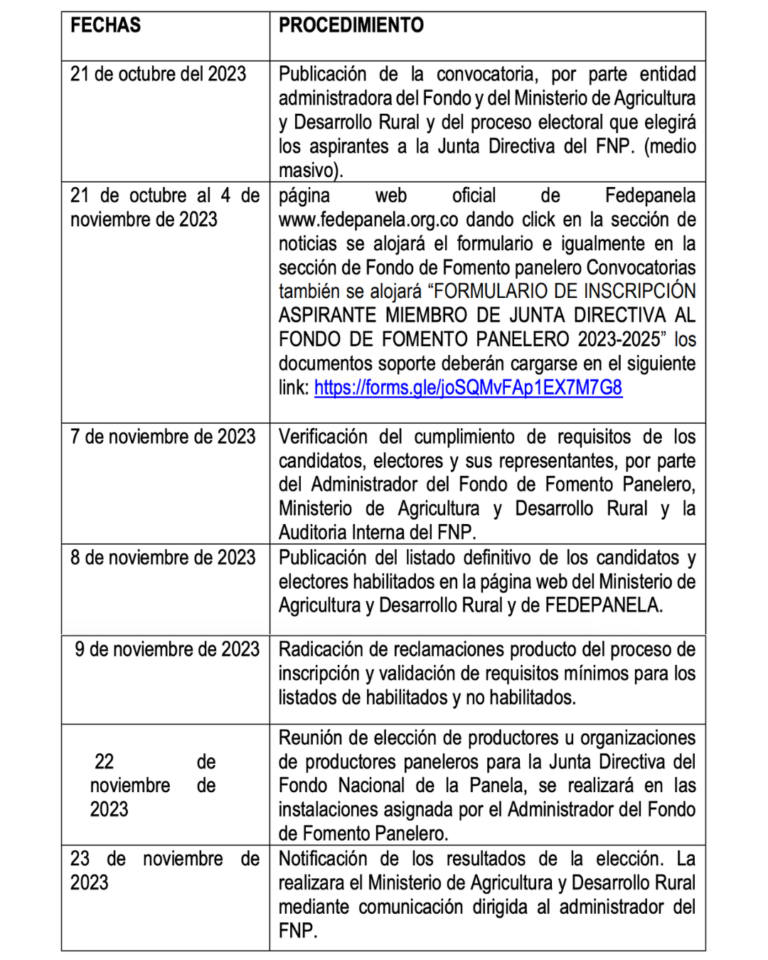 FECHAS
PROCEDIMIENTO
21 de octubre del 2023
Publicación de la convocatoria, por parte entidad
administradora del Fondo y del Ministerio de Agricultura
y Desarrollo Rural y del proceso electoral que elegirá
los aspirantes a la Junta Directiva del FNP. (medio
masivo).
21 de octubre al 4 de
noviembre de 2023
página web oficial de Fedepanela
www.fedepanela.org.co dando click en la sección de
noticias se alojará el formulario e igualmente en la
sección de Fondo de Fomento panelero Convocatorias
también se alojará “FORMULARIO DE INSCRIPCIÓN
ASPIRANTE MIEMBRO DE JUNTA DIRECTIVA AL
FONDO DE FOMENTO PANELERO 2023-2025” los
documentos soporte deberán cargarse en el siguiente
link: https://forms.gle/joSQMvFAp1EX7M7G8
7 de noviembre de 2023
Verificación del cumplimiento de requisitos de los
candidatos, electores y sus representantes, por parte
del Administrador del Fondo de Fomento Panelero,
Ministerio de Agricultura y Desarrollo Rural y la
Auditoria Interna del FNP.
8 de noviembre de 2023
Publicación del listado definitivo de los candidatos y
electores habilitados en la página web del Ministerio de
Agricultura y Desarrollo Rural y de FEDEPANELA.
9 de noviembre de 2023
Radicación de reclamaciones producto del proceso de
inscripción y validación de requisitos mínimos para los
listados de habilitados y no habilitados.
22 de
noviembre de
2023
Reunión de elección de productores u organizaciones
de productores paneleros para la Junta Directiva del
Fondo Nacional de la Panela, se realizará en las
instalaciones asignada por el Administrador del Fondo
de Fomento Panelero.
23 de noviembre de
2023
Notificación de los resultados de la elección. La
realizara el Ministerio de Agricultura y Desarrollo Rural
mediante comunicación dirigida al administrador del
FNP.